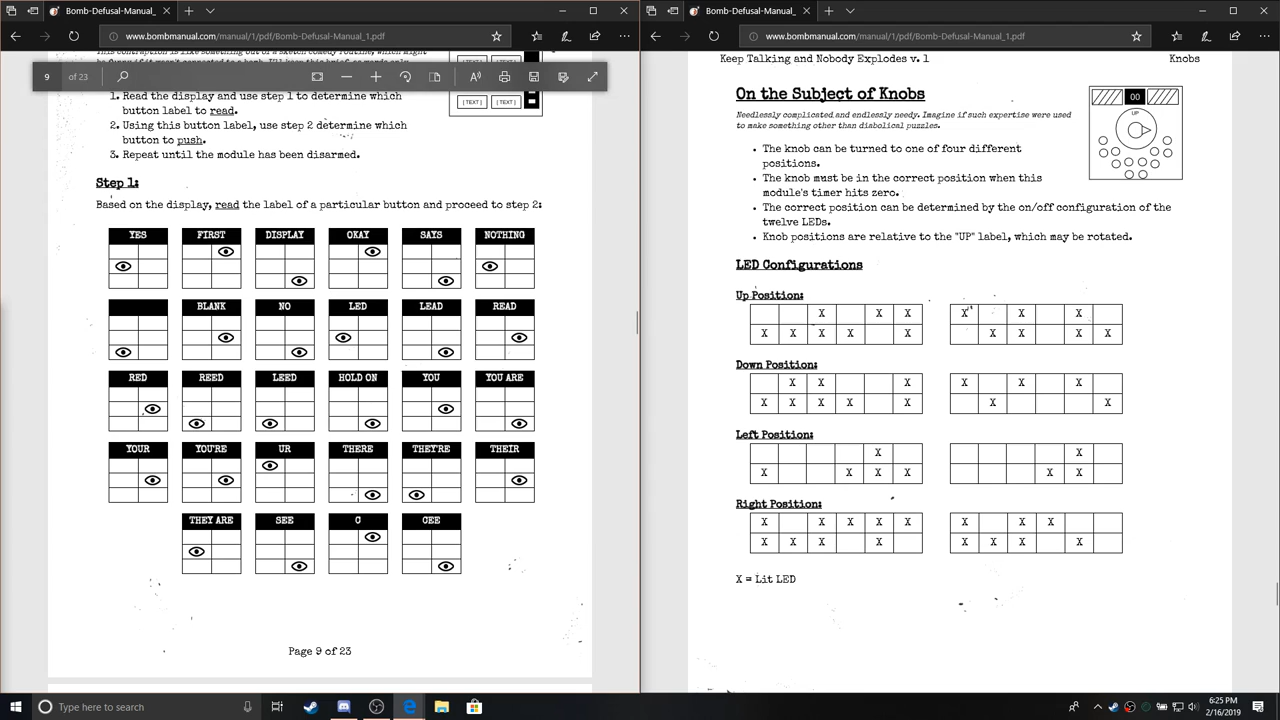 Bomb-Defusal-Manual_1.
www.bombmanual.com/manual/1/pdf/Bomb-Defusal-Manual_1.pdf
9 of 23
[TEXT] [TEXT]
1. Read the display and use step 1 to determine which
button label to read.
2. Using this button label, use step 2 determine which
button to push.
3. Repeat until the module has been disarmed.
Step 1:
Based on the display, read the label of a particular button and proceed to step 2:
YES FIRST DISPLAY OKAY SAYS NOTHING
BLANK NO LED LEAD READ
RED REED LEED HOLD ON YOU YOU ARE
YOUR YOU'RE UR THERE THEY'RE THEIR
THEY ARE SEE C CEE
Page 9 of 23
Bomb-Defusal-Manual_1.
www.bombmanual.com/manual/1/pdf/Bomb-Defusal-Manual_1.pdf
Keep Talking and Nobody Explodes v. 1 Knobs
On the Subject of Knobs
Needlessly complicated and endlessly needy. Imagine if such expertise were used
to make something other than diabolical puzzles.
00
UP
• The knob can be turned to one of four different
positions.
• The knob must be in the correct position when this
module's timer hits zero.
• The correct position can be determined by the on/off configuration of the
twelve LEDs.
• Knob positions are relative to the "UP" label, which may be rotated.
LED Configurations
Up Position:
X X X X X X
X X X X X X X X X
Down Position:
X X X X X X
X X X X X X X
Left Position:
X X
X X X X X X
Right Position:
X X X X X X X X
X X X X X X X X
X = Lit LED
Type here to search
6:25 PM
2/16/2019